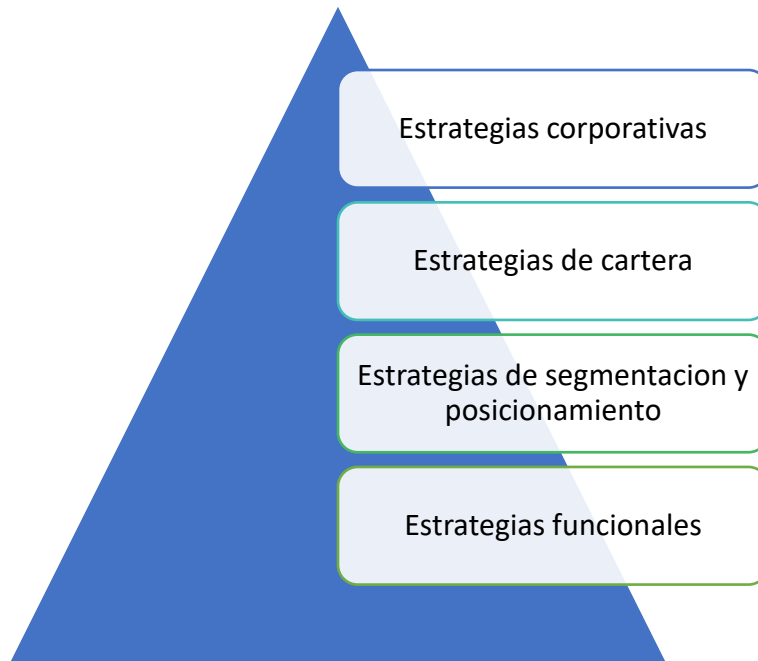 Estrategias corporativas
Estrategias de cartera
Estrategias de segmentacion y
posicionamiento
Estrategias funcionales